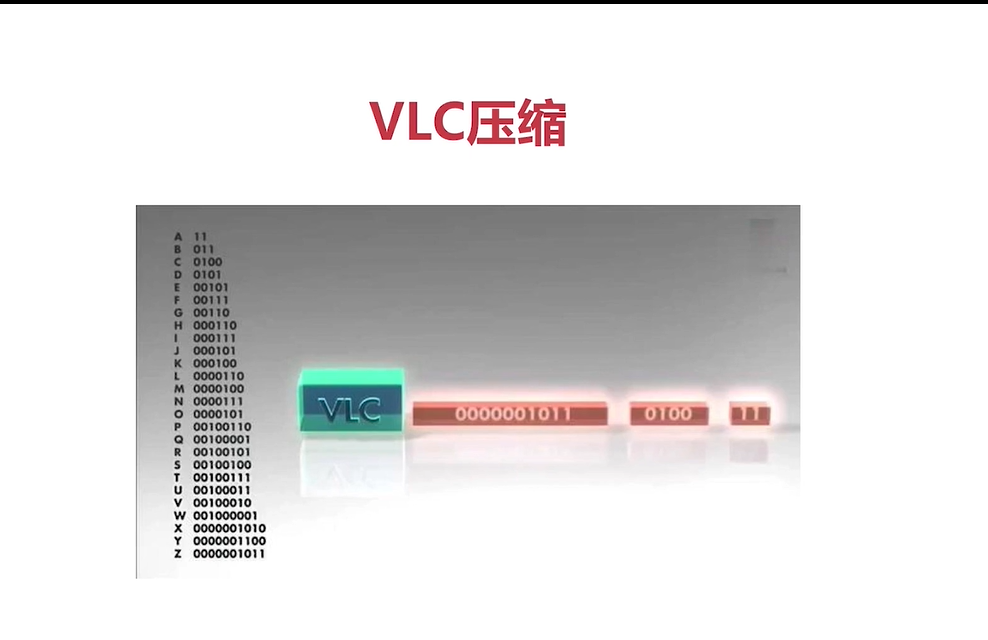 VLC压缩
A 11
B 011
C 0100
D 0101
E 00101
F 00111
G 00110
H 000110
I 000111
J 000101
K 000100
L 0000110
M 0000100
N 0000111
O 0000101
P 00100110
Q 00100001
R 00100101
S 00100100
T 00100111
U 00100011
V 00100010
W 001000001
X 0000001010
Y 0000001100
Z 0000001011
VLC 0000001011 0100 11